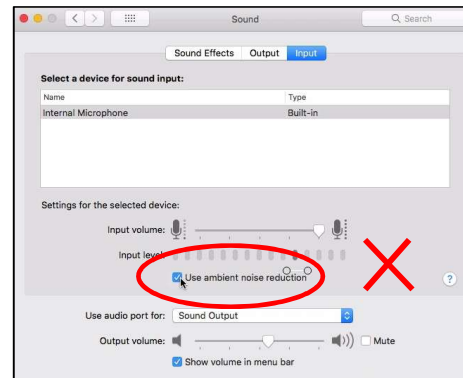 Sound
Search
Sound Effects Output Input
Select a device for sound input:
Name Type
Internal Microphone Built-in
Settings for the selected device:
Input volume:
Input level:
Use ambient noise reduction
?
Use audio port for: Sound Output
Output volume: Mute
Show volume in menu bar